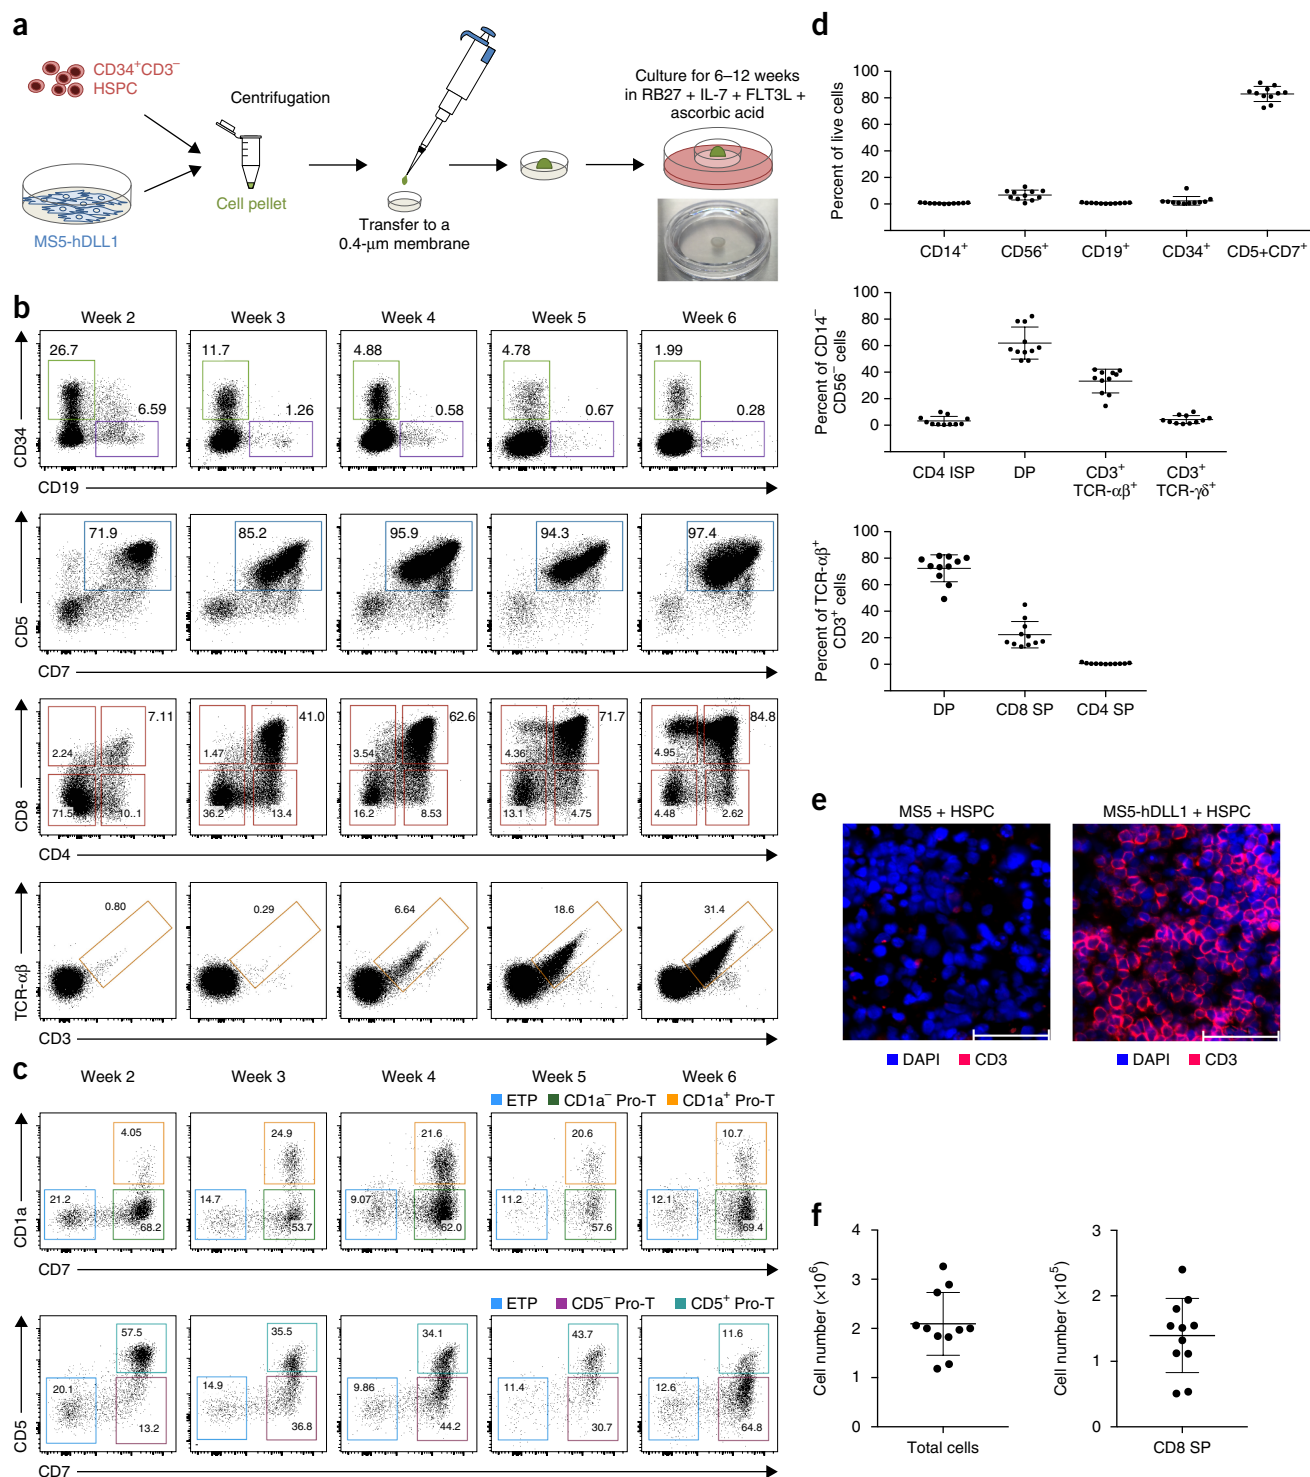 a
CD34+CD3−
HSPC
Centrifugation
Culture for 6–12 weeks
in RB27 + IL-7 + FLT3L +
ascorbic acid
Cell pellet
MS5-hDLL1
Transfer to a
0.4-µm membrane
b
Week 2 Week 3 Week 4 Week 5 Week 6
26.7 11.7 4.88 4.78 1.99
6.59 1.26 0.58 0.67 0.28
CD34
CD19
71.9 85.2 95.9 94.3 97.4
CD5
CD7
7.11 41.0 62.6 71.7 84.8
2.24 1.47 3.54 4.36 4.95
71.5 10.1 36.2 13.4 16.2 8.53 13.1 4.75 4.48 2.62
CD8
CD4
0.80 0.29 6.64 18.6 31.4
TCR-αβ
CD3
c
Week 2 Week 3 Week 4 Week 5 Week 6
ETP CD1a− Pro-T CD1a+ Pro-T
4.05 24.9 21.6 20.6 10.7
21.2 14.7 9.07 11.2 12.1
68.2 53.7 62.0 57.6 69.4
CD1a
CD7
ETP CD5− Pro-T CD5+ Pro-T
57.5 35.5 34.1 43.7 11.6
20.1 14.9 9.86 11.4 12.6
13.2 36.8 44.2 30.7 64.8
CD5
CD7
d
Percent of live cells
100
80
60
40
20
0
CD14+ CD56+ CD19+ CD34+ CD5+CD7+
Percent of CD14−
CD56− cells
100
80
60
40
20
0
CD4 ISP DP CD3+ CD3+
TCR-αβ+ TCR-γδ+
Percent of TCR-αβ+
CD3+ cells
100
80
60
40
20
0
DP CD8 SP CD4 SP
e
MS5 + HSPC MS5-hDLL1 + HSPC
DAPI CD3 DAPI CD3
f
Cell number (×10⁶)
4
3
2
1
0
Total cells
Cell number (×10⁵)
3
2
1
0
CD8 SP